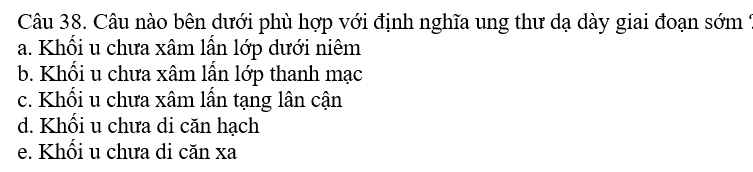 Câu 38. Câu nào bên dưới phù hợp với định nghĩa ung thư dạ dày giai đoạn sớm ?
a. Khối u chưa xâm lấn lớp dưới niêm
b. Khối u chưa xâm lấn lớp thanh mạc
c. Khối u chưa xâm lấn tạng lân cận
d. Khối u chưa di căn hạch
e. Khối u chưa di căn xa